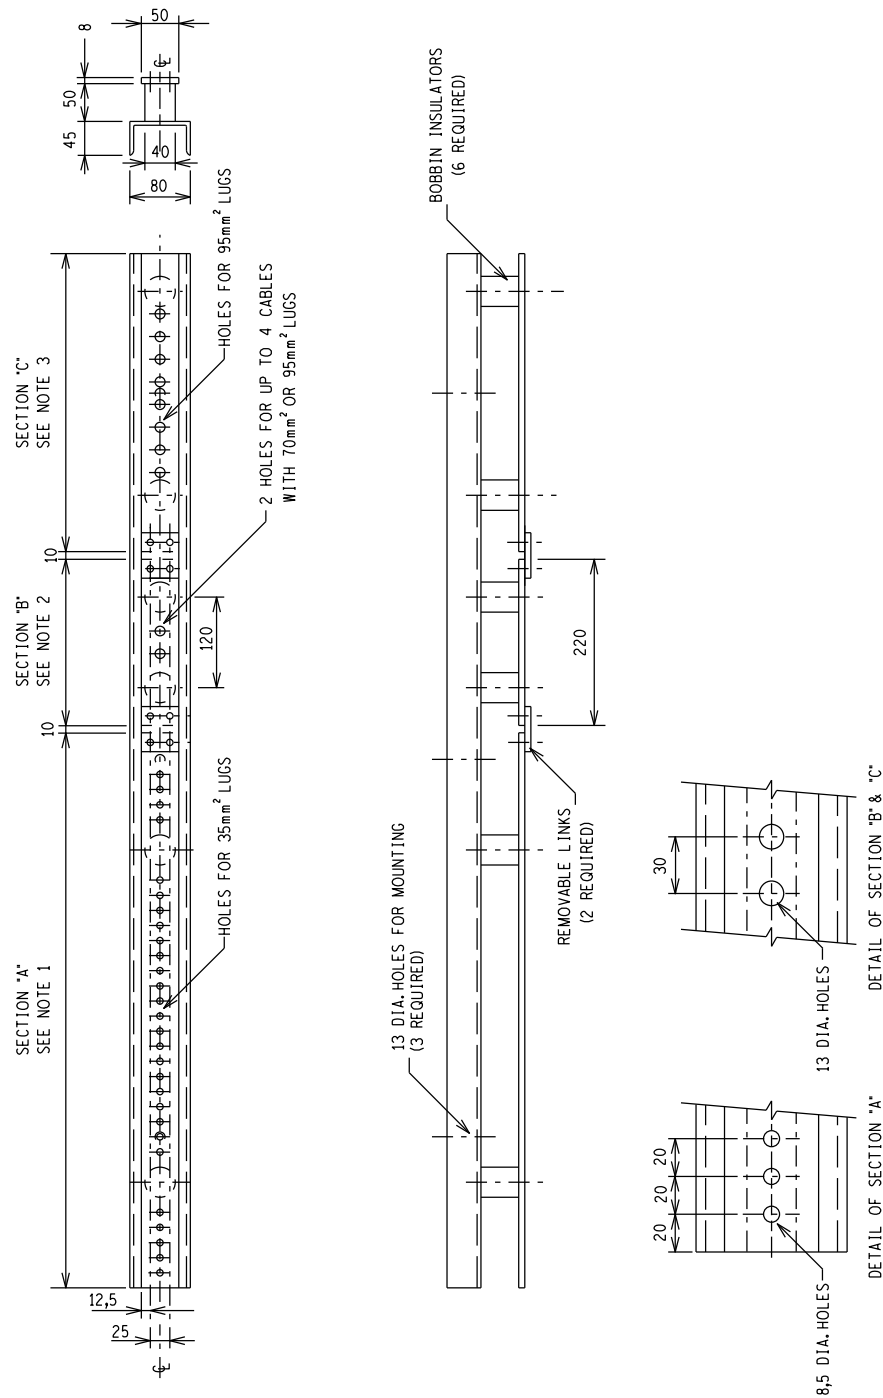 8
50
50
45
40
80
SECTION "C"
SEE NOTE 3
10
SECTION "B"
SEE NOTE 2
10
SECTION "A"
SEE NOTE 1
HOLES FOR 95mm² LUGS
2 HOLES FOR UP TO 4 CABLES
WITH 70mm² OR 95mm² LUGS
120
HOLES FOR 35mm² LUGS
12,5
25
BOBBIN INSULATORS
(6 REQUIRED)
220
13 DIA. HOLES FOR MOUNTING
(3 REQUIRED)
REMOVABLE LINKS
(2 REQUIRED)
30
13 DIA. HOLES
DETAIL OF SECTION "B" & "C"
20
20
20
8,5 DIA. HOLES
DETAIL OF SECTION "A"